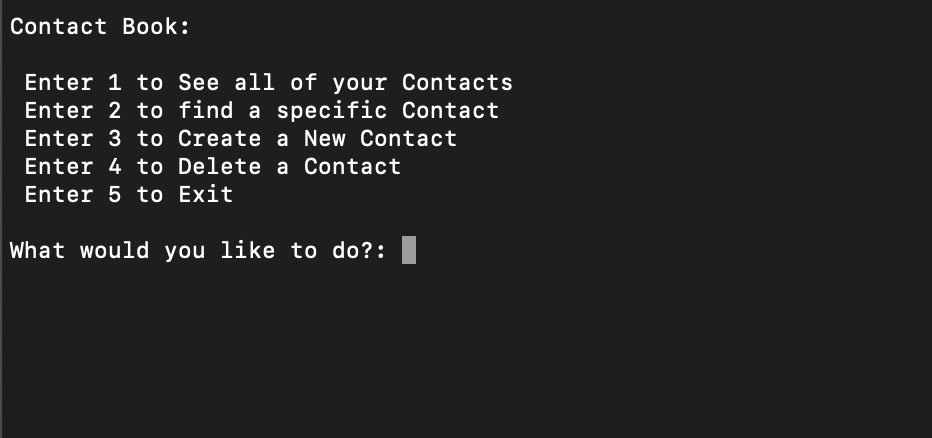 Contact Book:
Enter 1 to See all of your Contacts
Enter 2 to find a specific Contact
Enter 3 to Create a New Contact
Enter 4 to Delete a Contact
Enter 5 to Exit
What would you like to do?: